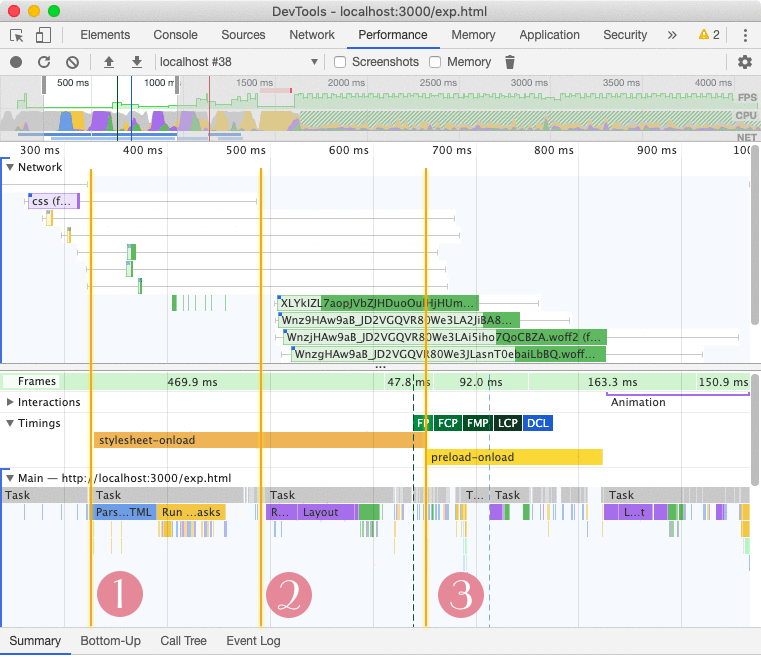 DevTools - localhost:3000/exp.html
Elements Console Sources Network Performance Memory Application Security » 2
localhost #38 Screenshots Memory
500 ms 1000 m 1500 ms 2000 ms 2500 ms 3000 ms 3500 ms 4000 ms
FPS
CPU
NET
300 ms 400 ms 500 ms 600 ms 700 ms 800 ms 900 ms 100
Network
css (f...
XLYkIZL7aopJVbZJHDuoOulHjHUm...
Wnz9HAw9aB_JD2VGQVR80We3LA2JiBA8...
WnzjHAw9aB_JD2VGQVR80We3LAi5iho7QoCBZA.woff2 (f...
WnzgHAw9aB_JD2VGQVR80We3JLasnT0ebaiLbBQ.woff...
Frames 469.9 ms 47.8 ms 92.0 ms 163.3 ms 150.9 ms
Interactions Animation
Timings FP FCP FMP LCP DCL
stylesheet-onload
preload-onload
Main — http://localhost:3000/exp.html
Task Task Task T... Task Task
Pars...TML Run ...asks R... Layout L...t
1 2 3
Summary Bottom-Up Call Tree Event Log